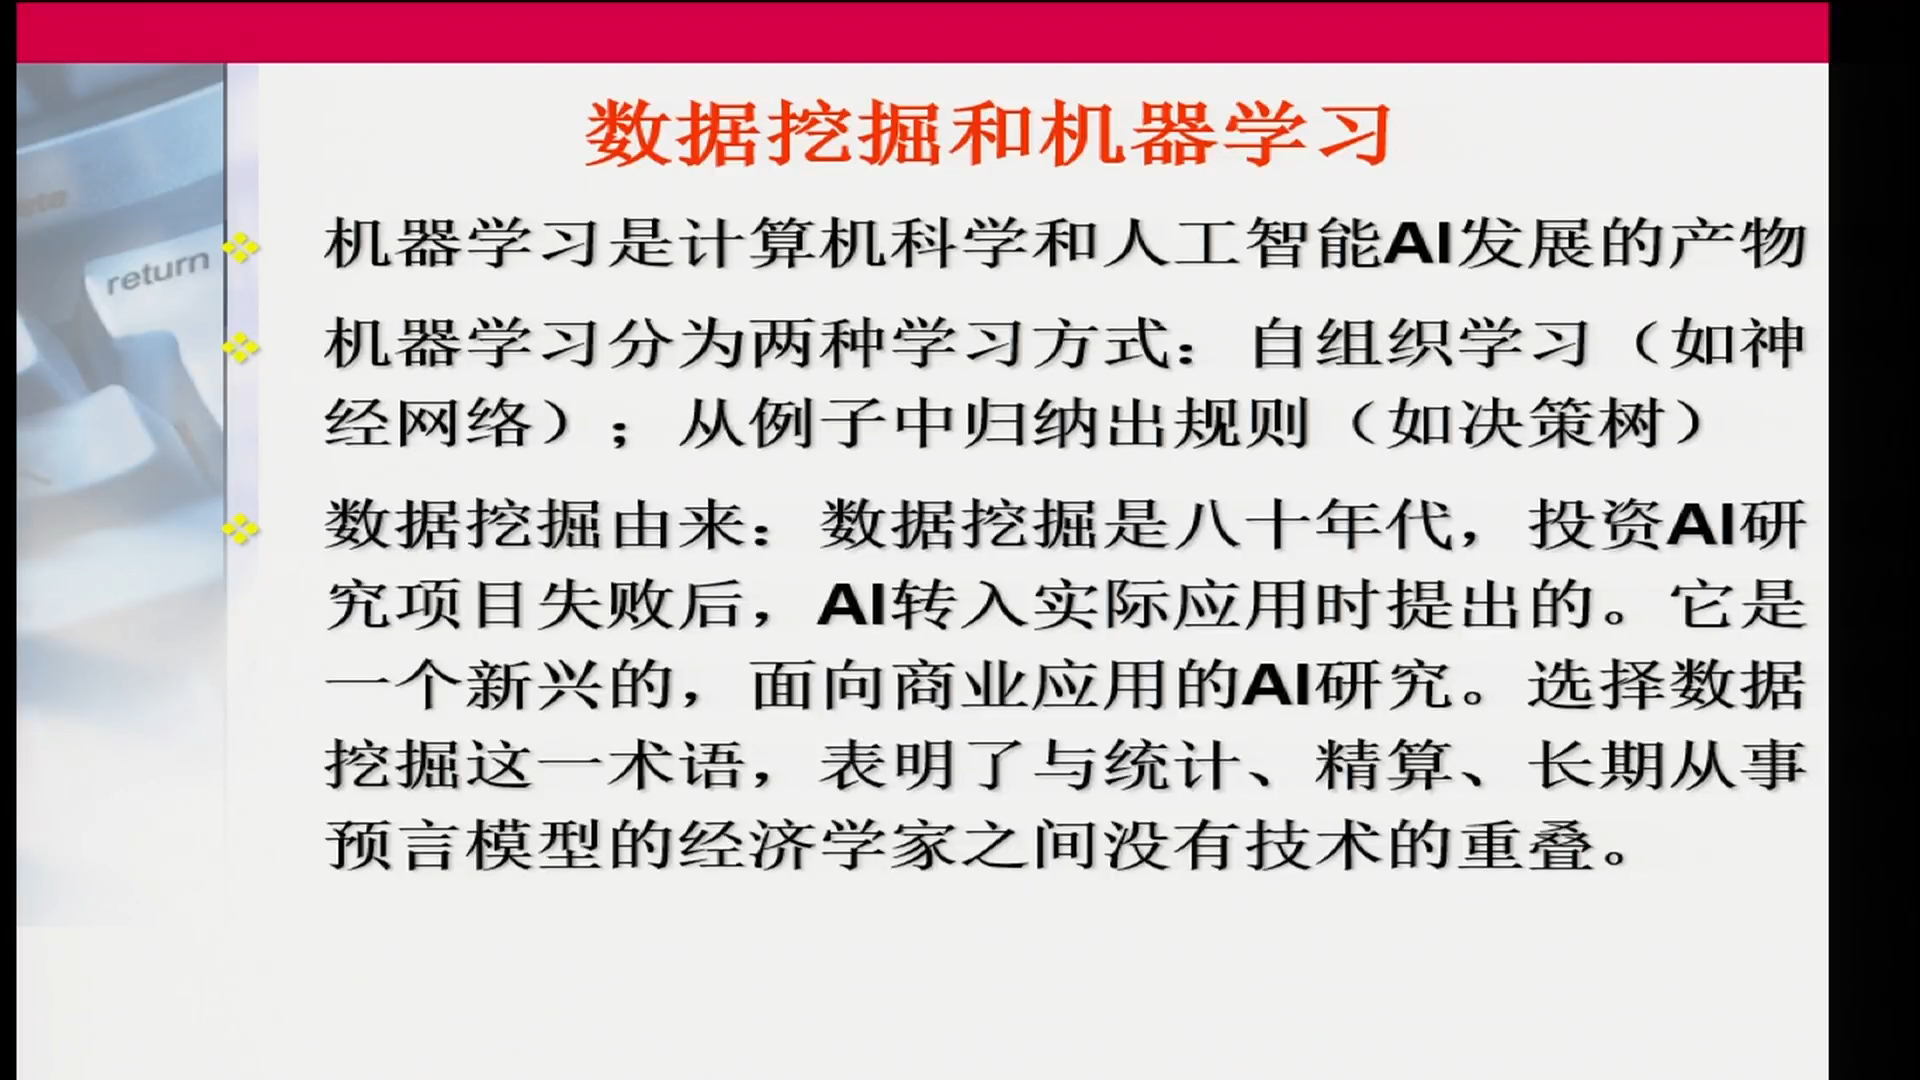 数据挖掘和机器学习
return
机器学习是计算机科学和人工智能AI发展的产物
机器学习分为两种学习方式：自组织学习（如神
经网络）；从例子中归纳出规则（如决策树）
数据挖掘由来：数据挖掘是八十年代，投资AI研
究项目失败后，AI转入实际应用时提出的。它是
一个新兴的，面向商业应用的AI研究。选择数据
挖掘这一术语，表明了与统计、精算、长期从事
预言模型的经济学家之间没有技术的重叠。